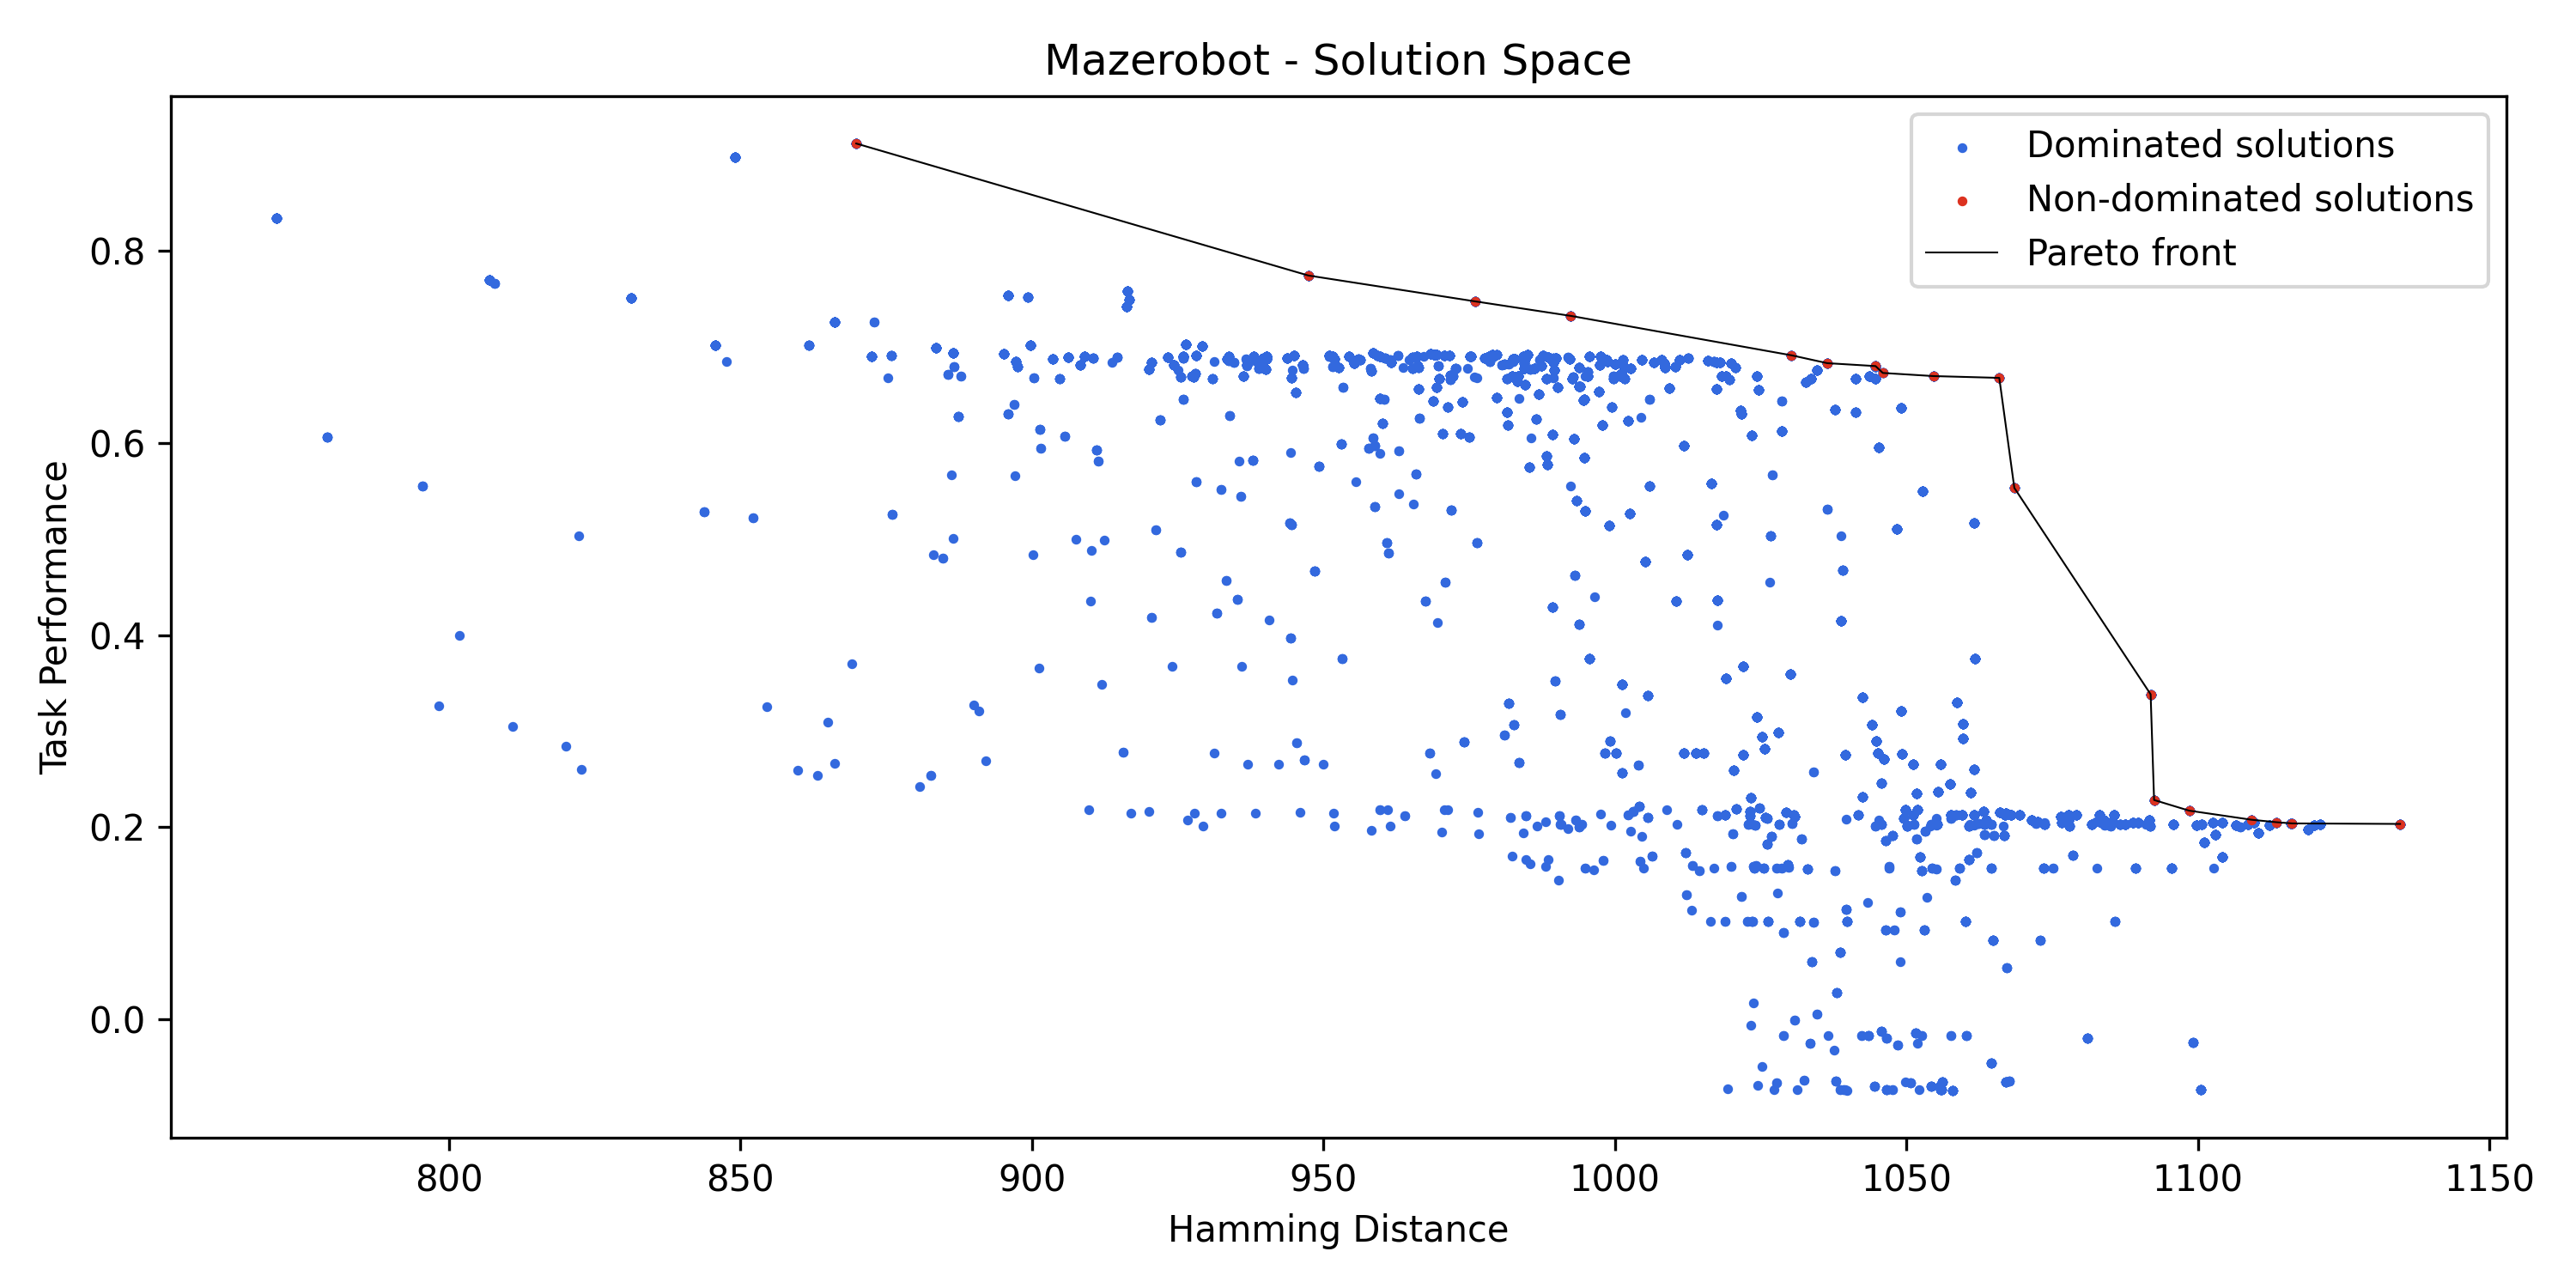 Mazerobot - Solution Space
Dominated solutions
Non-dominated solutions
Pareto front
Task Performance
0.8
0.6
0.4
0.2
0.0
800 850 900 950 1000 1050 1100 1150
Hamming Distance